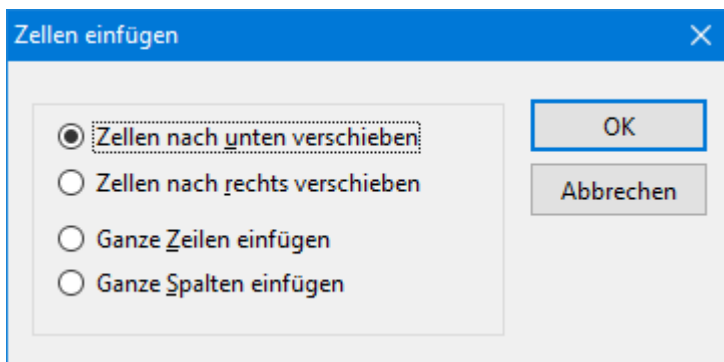 Zellen einfügen
Zellen nach unten verschieben
Zellen nach rechts verschieben
Ganze Zeilen einfügen
Ganze Spalten einfügen
OK
Abbrechen